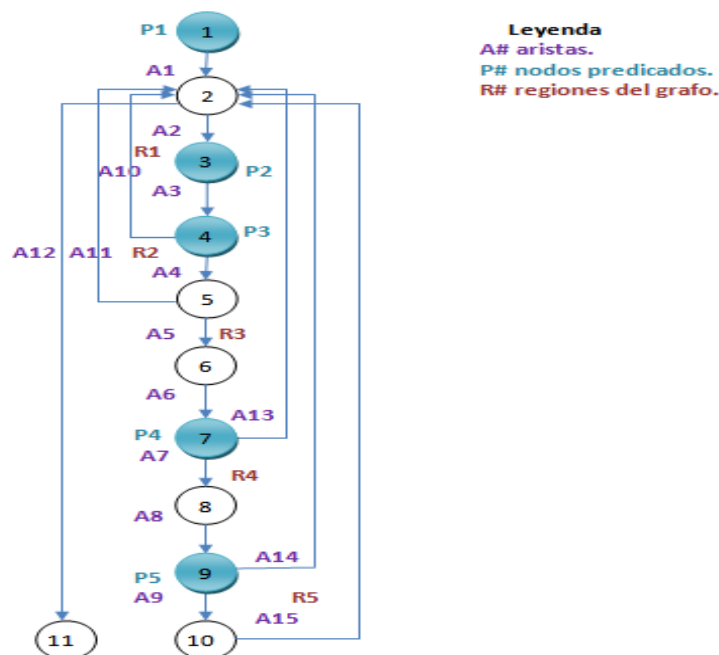 P1 1
Leyenda
A# aristas.
P# nodos predicados.
R# regiones del grafo.
A1
2
A2
R1
3
A10
P2
A3
4
P3
A12 A11 R2
A4
5
A5 R3
6
A6
A13
P4 7
A7
R4
8
A8
A14
9
P5
A9 R5
A15
11 10